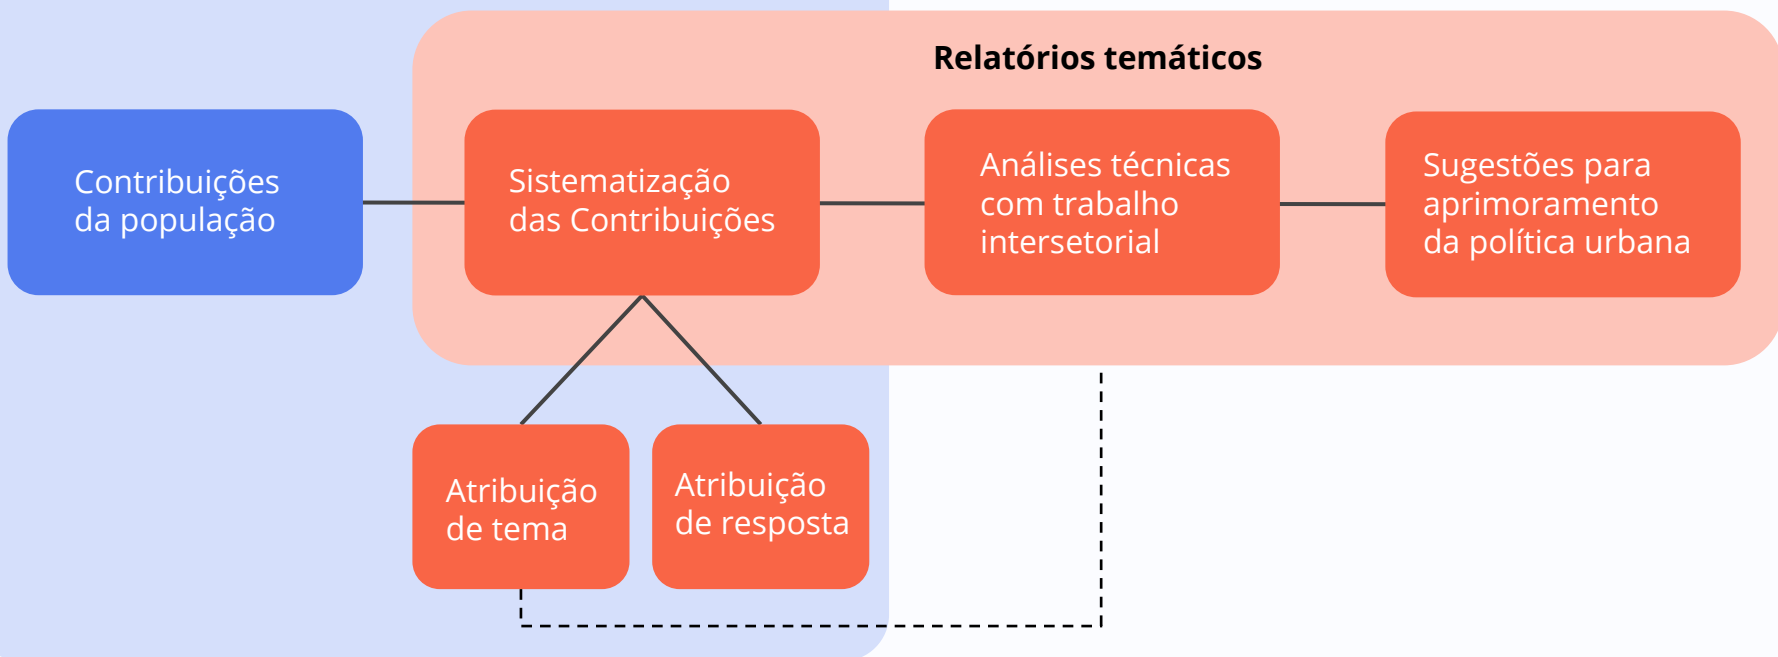 Relatórios temáticos
Contribuições
da população
Sistematização
das Contribuições
Análises técnicas
com trabalho
intersetorial
Sugestões para
aprimoramento
da política urbana
Atribuição
de tema
Atribuição
de resposta